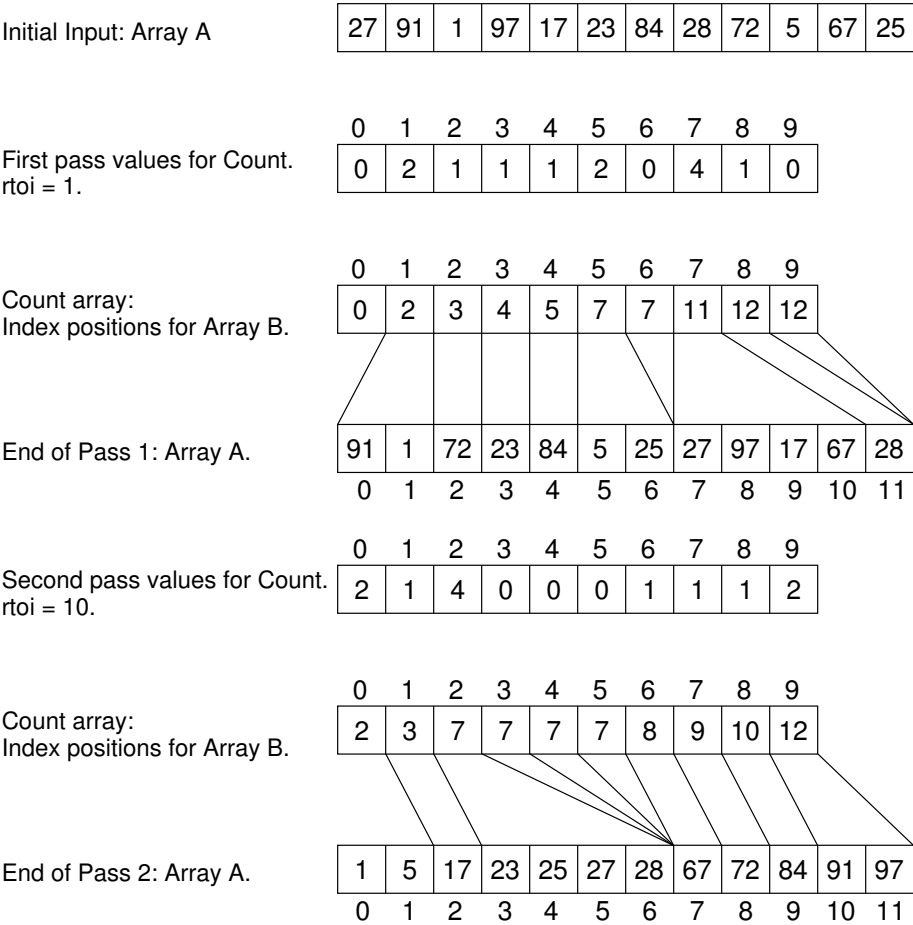 Initial Input: Array A
27 91 1 97 17 23 84 28 72 5 67 25
0 1 2 3 4 5 6 7 8 9
First pass values for Count.
rtoi = 1.
0 2 1 1 1 2 0 4 1 0
0 1 2 3 4 5 6 7 8 9
Count array:
Index positions for Array B.
0 2 3 4 5 7 7 11 12 12
End of Pass 1: Array A.
91 1 72 23 84 5 25 27 97 17 67 28
0 1 2 3 4 5 6 7 8 9 10 11
0 1 2 3 4 5 6 7 8 9
Second pass values for Count.
rtoi = 10.
2 1 4 0 0 0 1 1 1 2
0 1 2 3 4 5 6 7 8 9
Count array:
Index positions for Array B.
2 3 7 7 7 7 8 9 10 12
End of Pass 2: Array A.
1 5 17 23 25 27 28 67 72 84 91 97
0 1 2 3 4 5 6 7 8 9 10 11